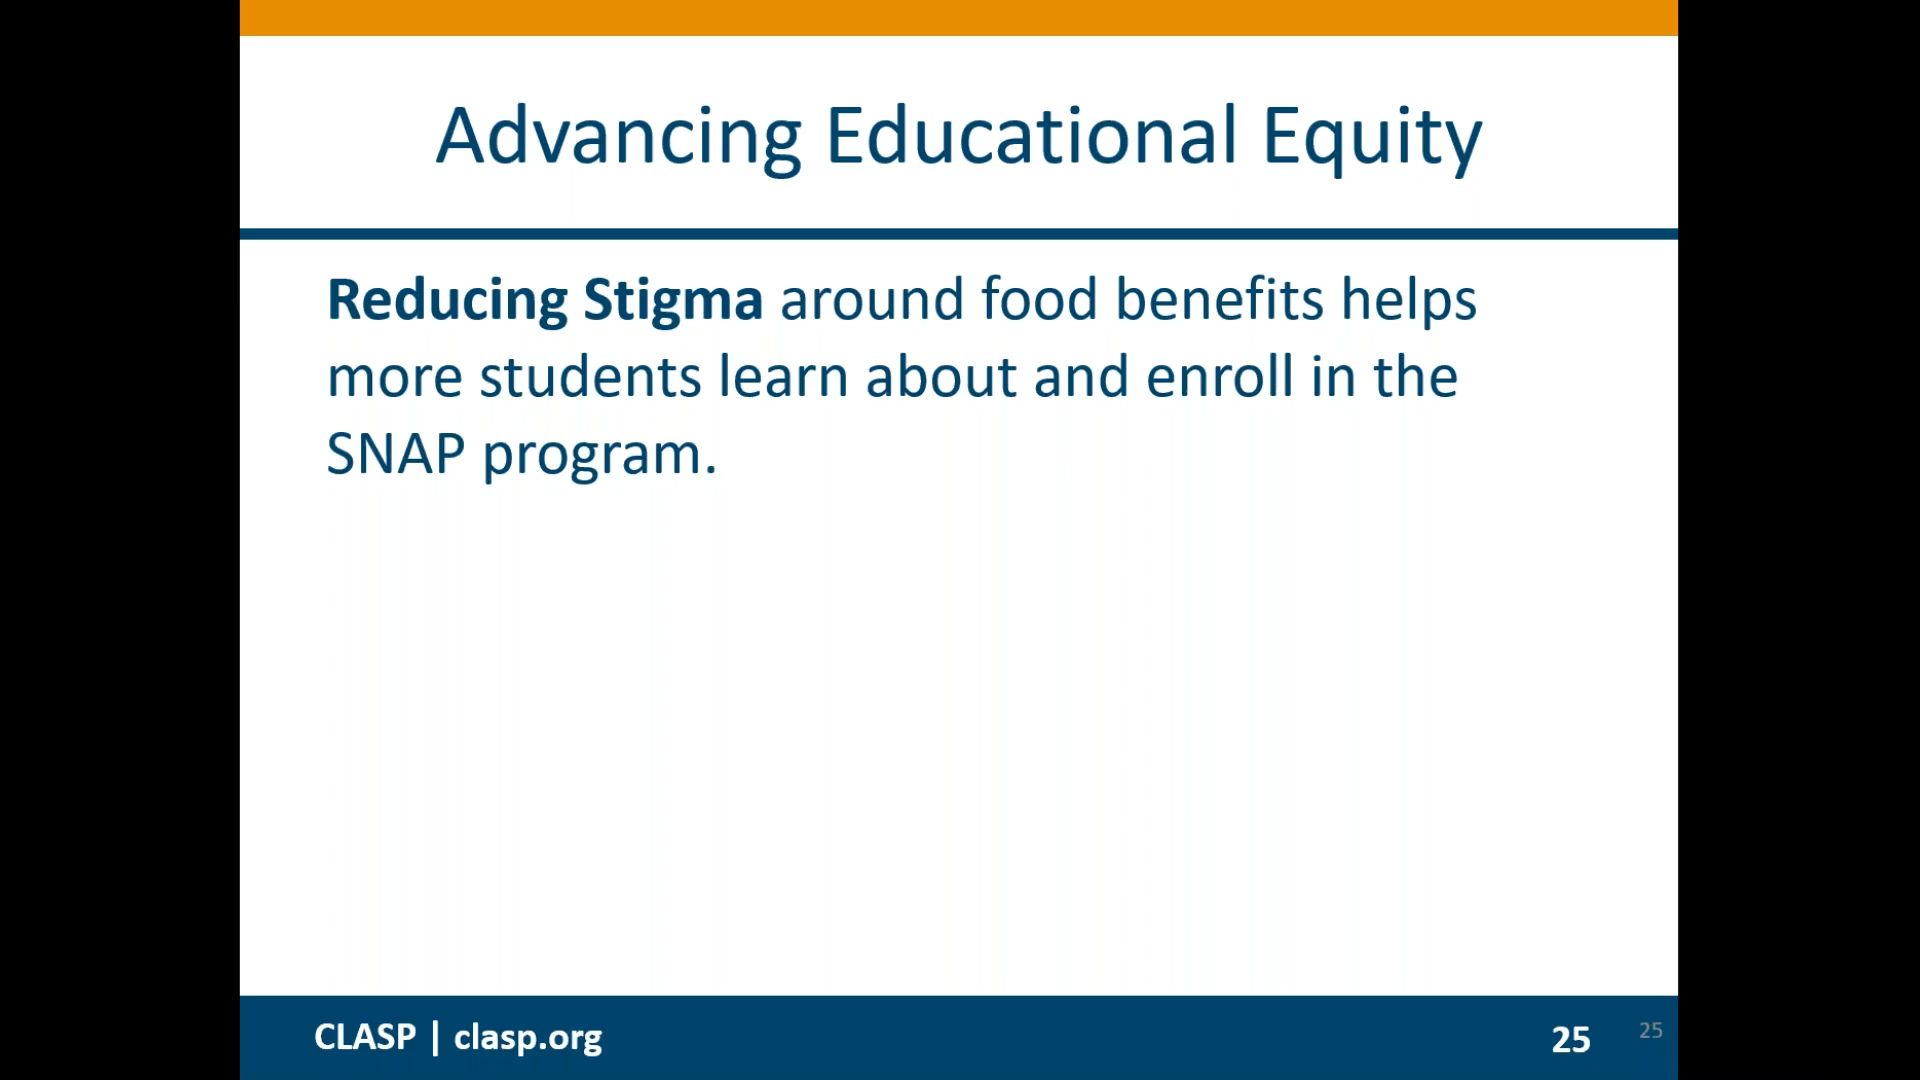 Advancing Educational Equity
Reducing Stigma around food benefits helps
more students learn about and enroll in the
SNAP program.
CLASP | clasp.org
25
25